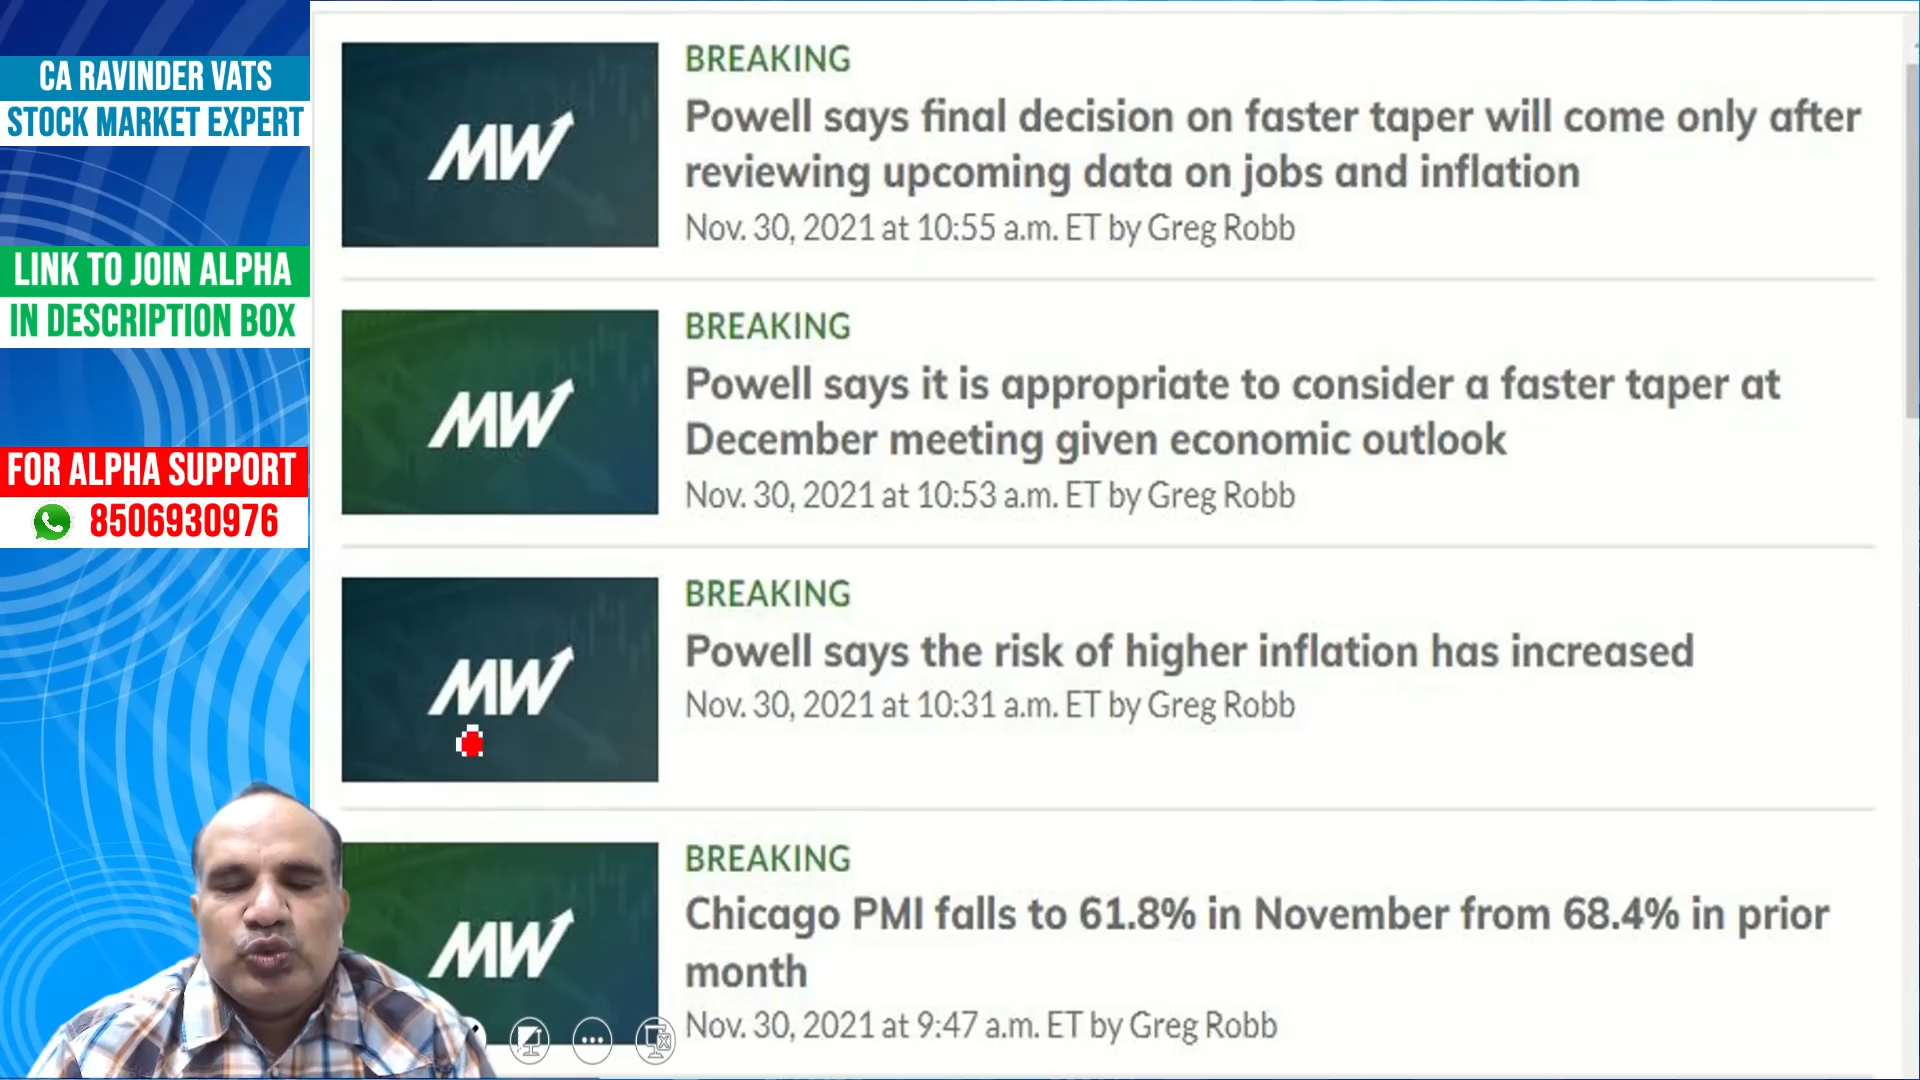 CA RAVINDER VATS
STOCK MARKET EXPERT
LINK TO JOIN ALPHA
IN DESCRIPTION BOX
FOR ALPHA SUPPORT
8506930976
MW
BREAKING
Powell says final decision on faster taper will come only after
reviewing upcoming data on jobs and inflation
Nov. 30, 2021 at 10:55 a.m. ET by Greg Robb
MW
BREAKING
Powell says it is appropriate to consider a faster taper at
December meeting given economic outlook
Nov. 30, 2021 at 10:53 a.m. ET by Greg Robb
MW
BREAKING
Powell says the risk of higher inflation has increased
Nov. 30, 2021 at 10:31 a.m. ET by Greg Robb
MW
BREAKING
Chicago PMI falls to 61.8% in November from 68.4% in prior
month
Nov. 30, 2021 at 9:47 a.m. ET by Greg Robb